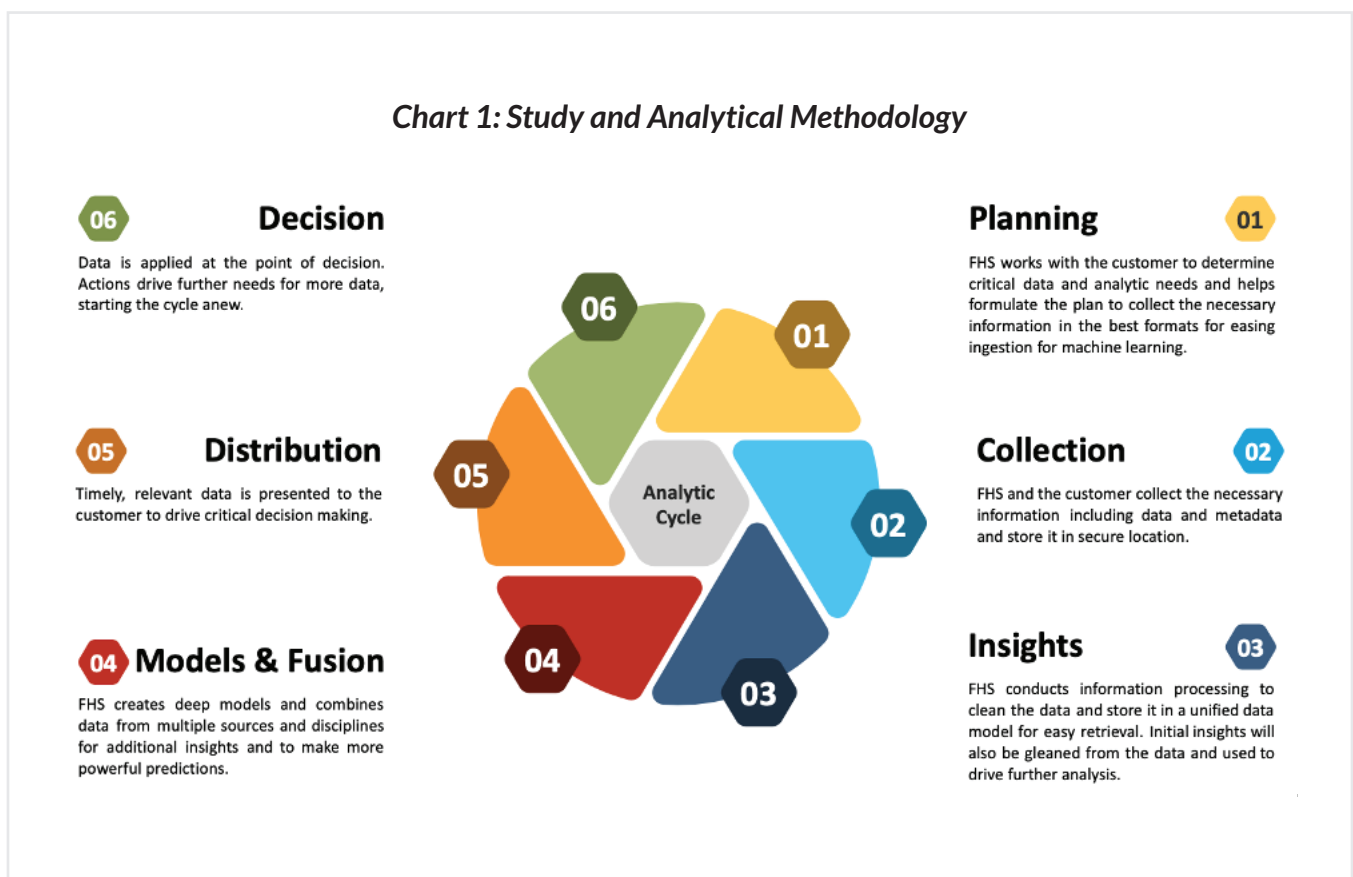 Chart 1: Study and Analytical Methodology
06
Decision
Data is applied at the point of decision.
Actions drive further needs for more data,
starting the cycle anew.
Planning
01
FHS works with the customer to determine
critical data and analytic needs and helps
formulate the plan to collect the necessary
information in the best formats for easing
ingestion for machine learning.
05
Distribution
Timely, relevant data is presented to the
customer to drive critical decision making.
Collection
02
FHS and the customer collect the necessary
information including data and metadata
and store it in secure location.
04
Models & Fusion
FHS creates deep models and combines
data from multiple sources and disciplines
for additional insights and to make more
powerful predictions.
Insights
03
FHS conducts information processing to
clean the data and store it in a unified data
model for easy retrieval. Initial insights will
also be gleaned from the data and used to
drive further analysis.
06
01
05
Analytic
Cycle
02
04
03